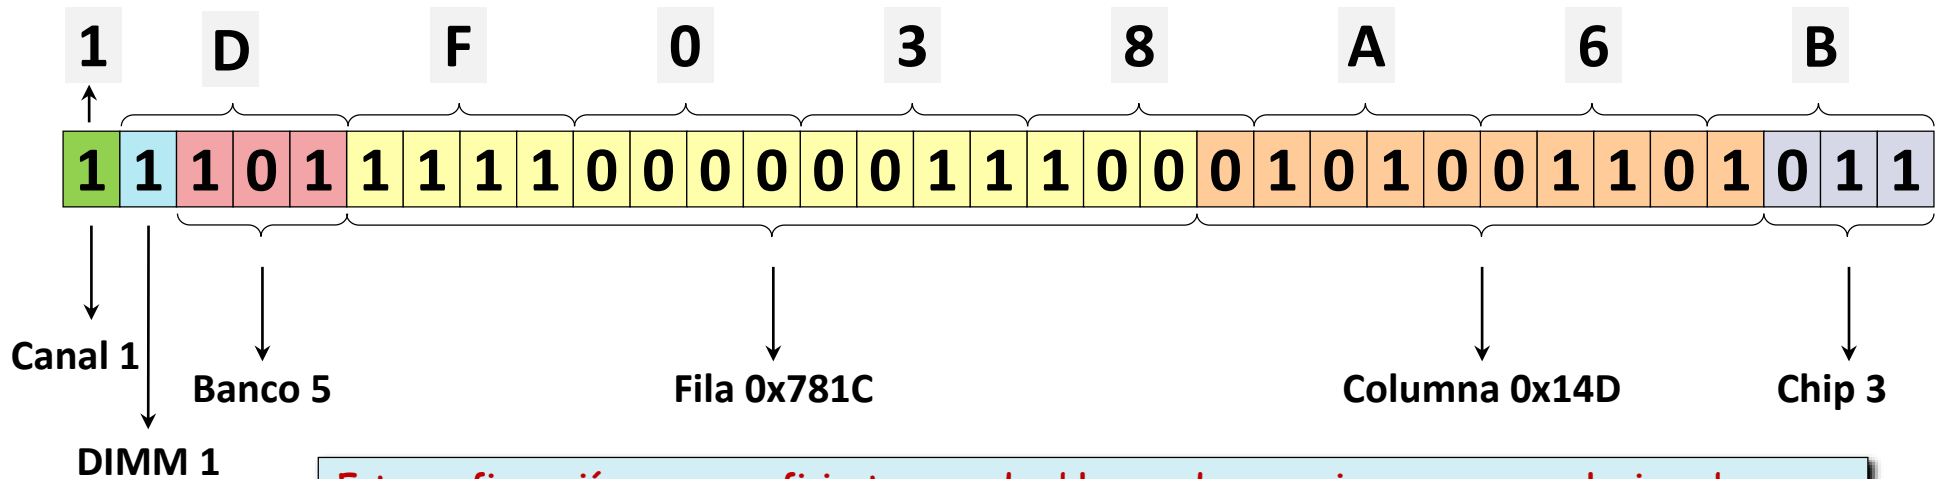 1 D F 0 3 8 A 6 B
1 1 1 0 1 1 1 1 1 0 0 0 0 0 0 1 1 1 0 0 0 1 0 1 0 0 1 1 0 1 0 1 1
Canal 1
Banco 5 Fila 0x781C Columna 0x14D Chip 3
DIMM 1